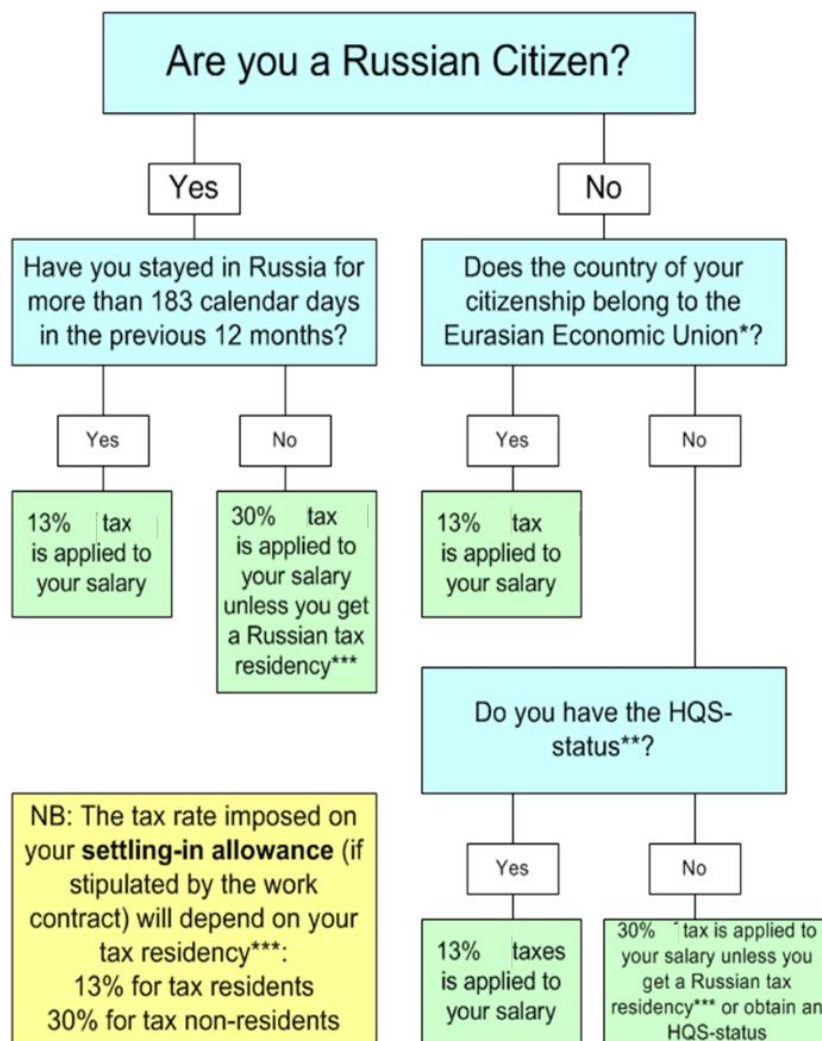 Are you a Russian Citizen?
Yes
No
Have you stayed in Russia for
more than 183 calendar days
in the previous 12 months?
Does the country of your
citizenship belong to the
Eurasian Economic Union*?
Yes
No
Yes
No
13% tax
is applied to
your salary
30% tax
is applied to
your salary
unless you get
a Russian tax
residency***
13% tax
is applied to
your salary
Do you have the HQS-
status**?
NB: The tax rate imposed on
your settling-in allowance (if
stipulated by the work
contract) will depend on your
tax residency***:
13% for tax residents
30% for tax non-residents
Yes
No
13% taxes
is applied to
your salary
30% tax is applied to
your salary unless you
get a Russian tax
residency*** or obtain an
HQS-status